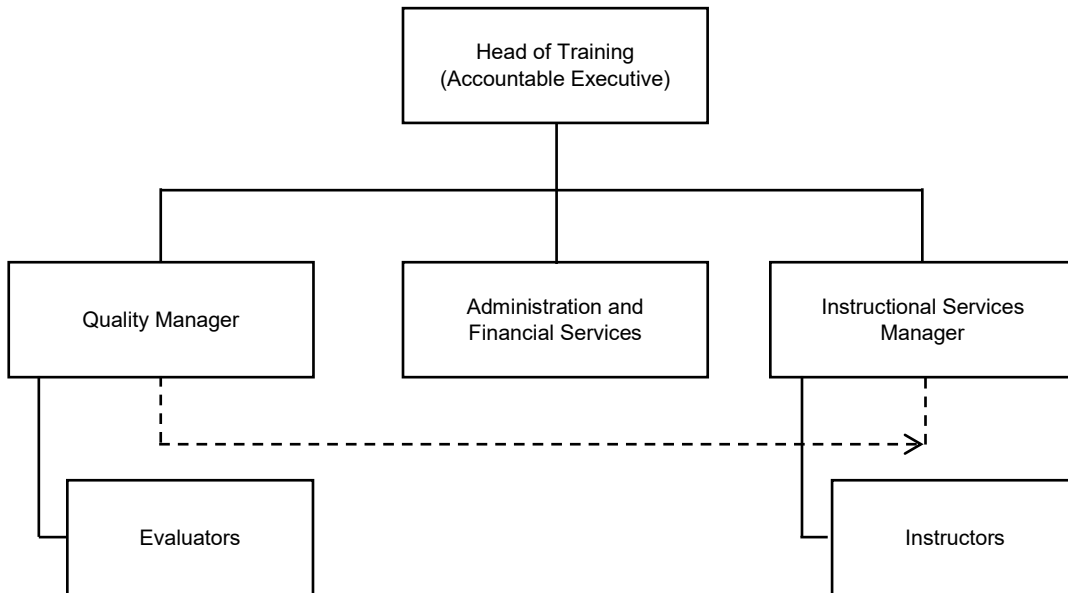 Head of Training
(Accountable Executive)
Quality Manager
Administration and
Financial Services
Instructional Services
Manager
Evaluators
Instructors